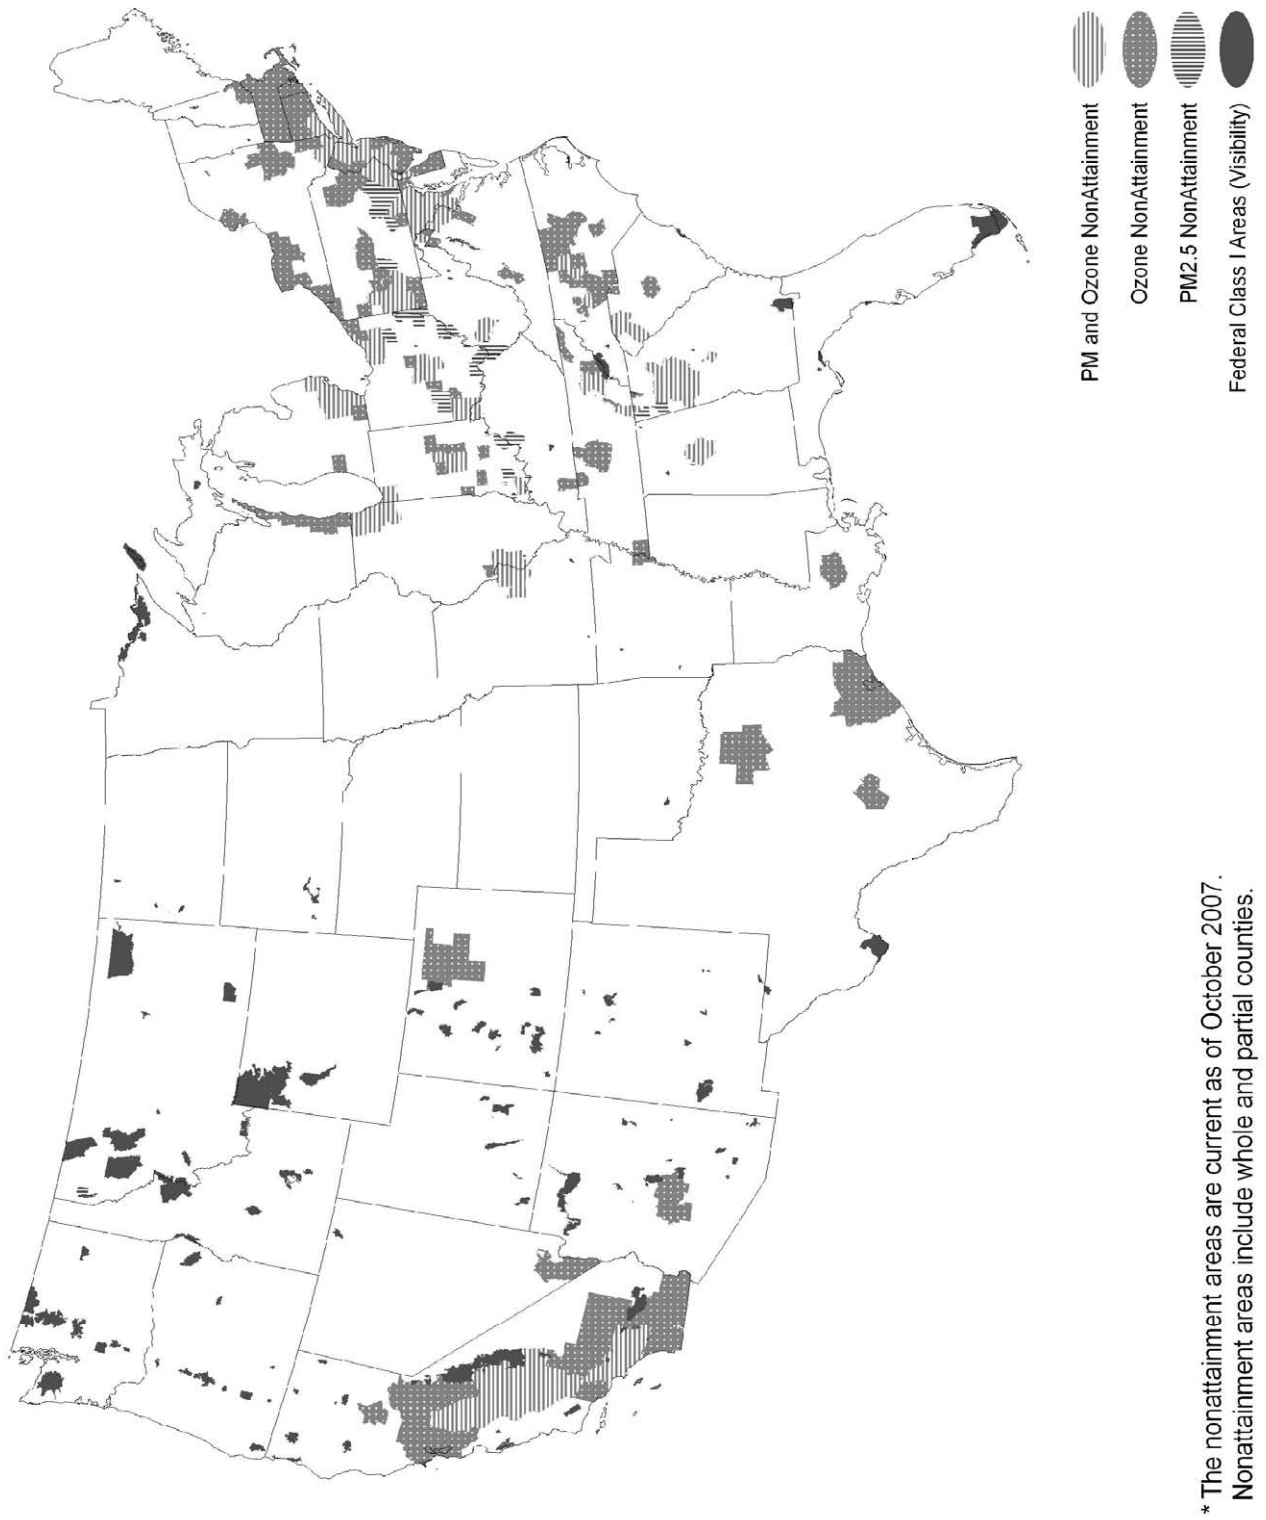 PM and Ozone NonAttainment
Ozone NonAttainment
PM2.5 NonAttainment
Federal Class I Areas (Visibility)
* The nonattainment areas are current as of October 2007.
Nonattainment areas include whole and partial counties.